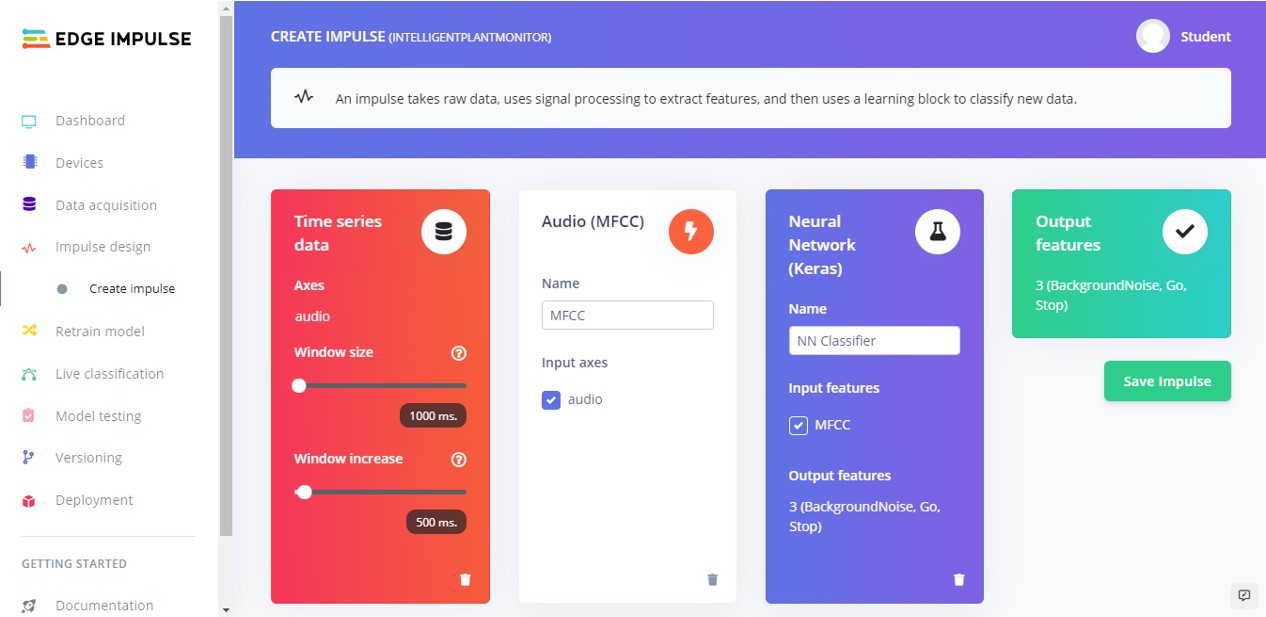 EDGE IMPULSE
Dashboard
Devices
Data acquisition
Impulse design
Create impulse
Retrain model
Live classification
Model testing
Versioning
Deployment
GETTING STARTED
Documentation
CREATE IMPULSE (INTELLIGENTPLANTMONITOR)
Student
An impulse takes raw data, uses signal processing to extract features, and then uses a learning block to classify new data.
Time series
data
Axes
audio
Window size
1000 ms.
Window increase
500 ms.
Audio (MFCC)
Name
MFCC
Input axes
audio
Neural
Network
(Keras)
Name
NN Classifier
Input features
MFCC
Output features
3 (BackgroundNoise, Go,
Stop)
Output
features
3 (BackgroundNoise, Go,
Stop)
Save Impulse